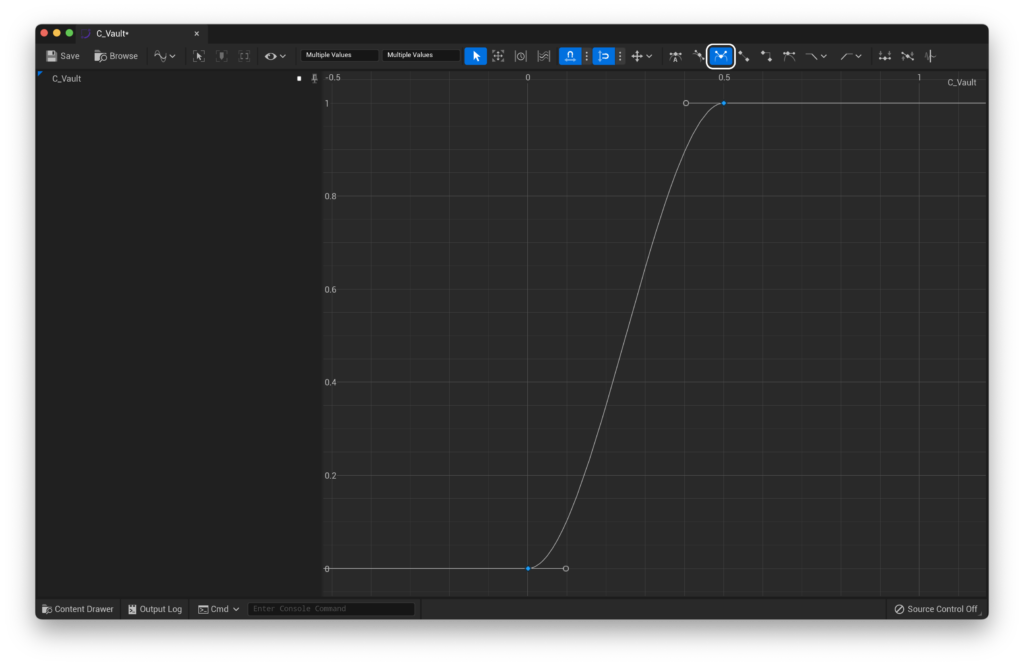 C_Vault*
Save
Browse
Multiple Values
Multiple Values
C_Vault
-0.5
0
0.5
1
C_Vault
1
0.8
0.6
0.4
0.2
0
Content Drawer
Output Log
Cmd
Enter Console Command
Source Control Off